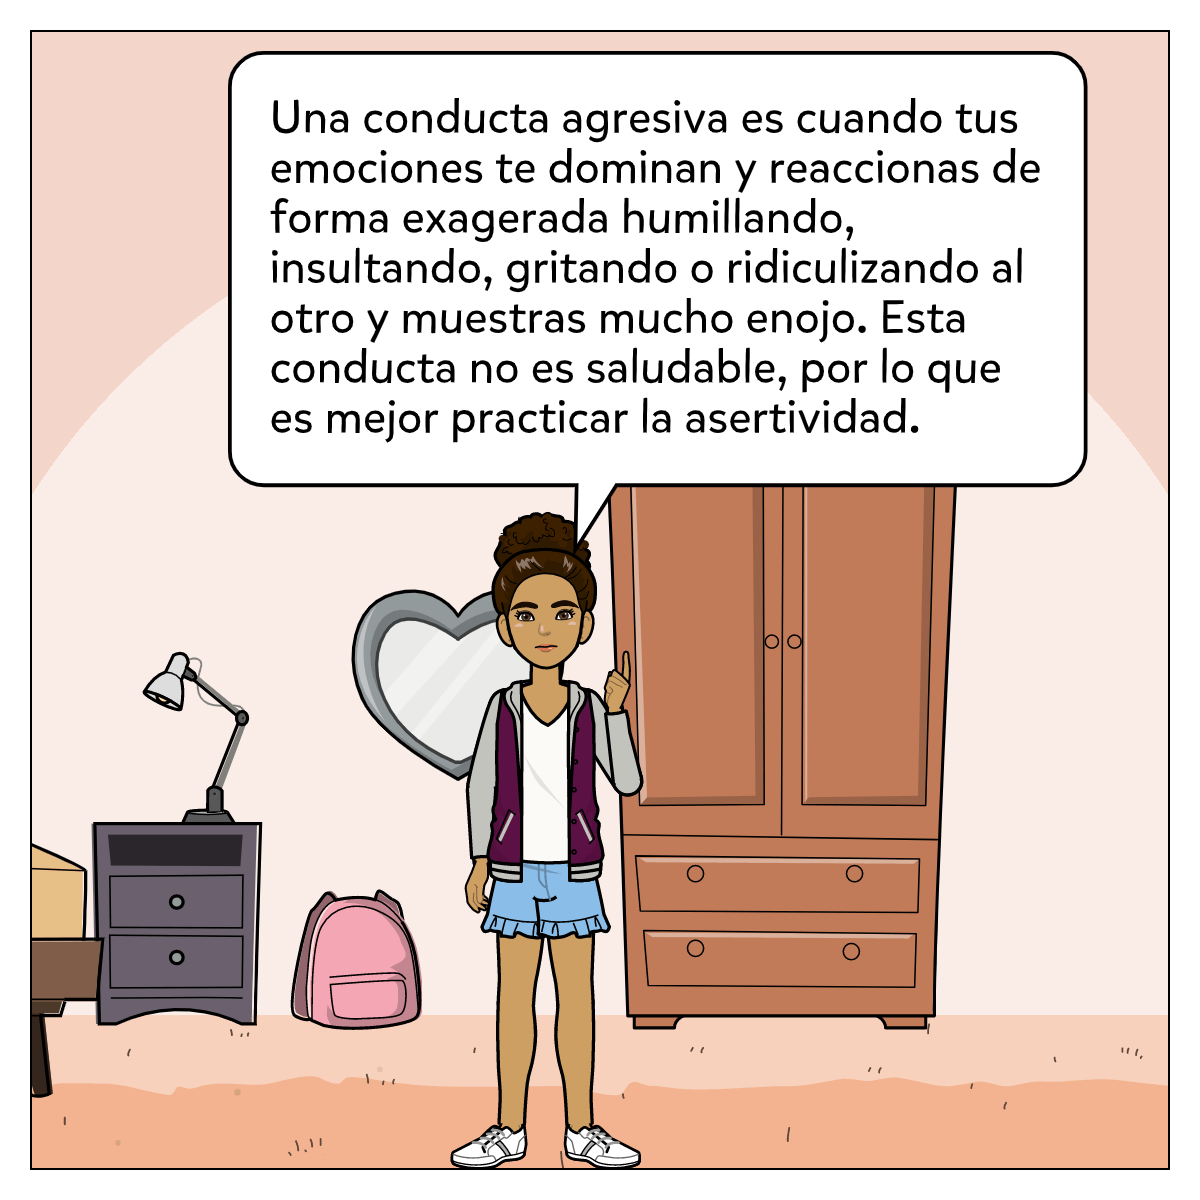 Una conducta agresiva es cuando tus
emociones te dominan y reaccionas de
forma exagerada humillando,
insultando, gritando o ridiculizando al
otro y muestras mucho enojo. Esta
conducta no es saludable, por lo que
es mejor practicar la asertividad.